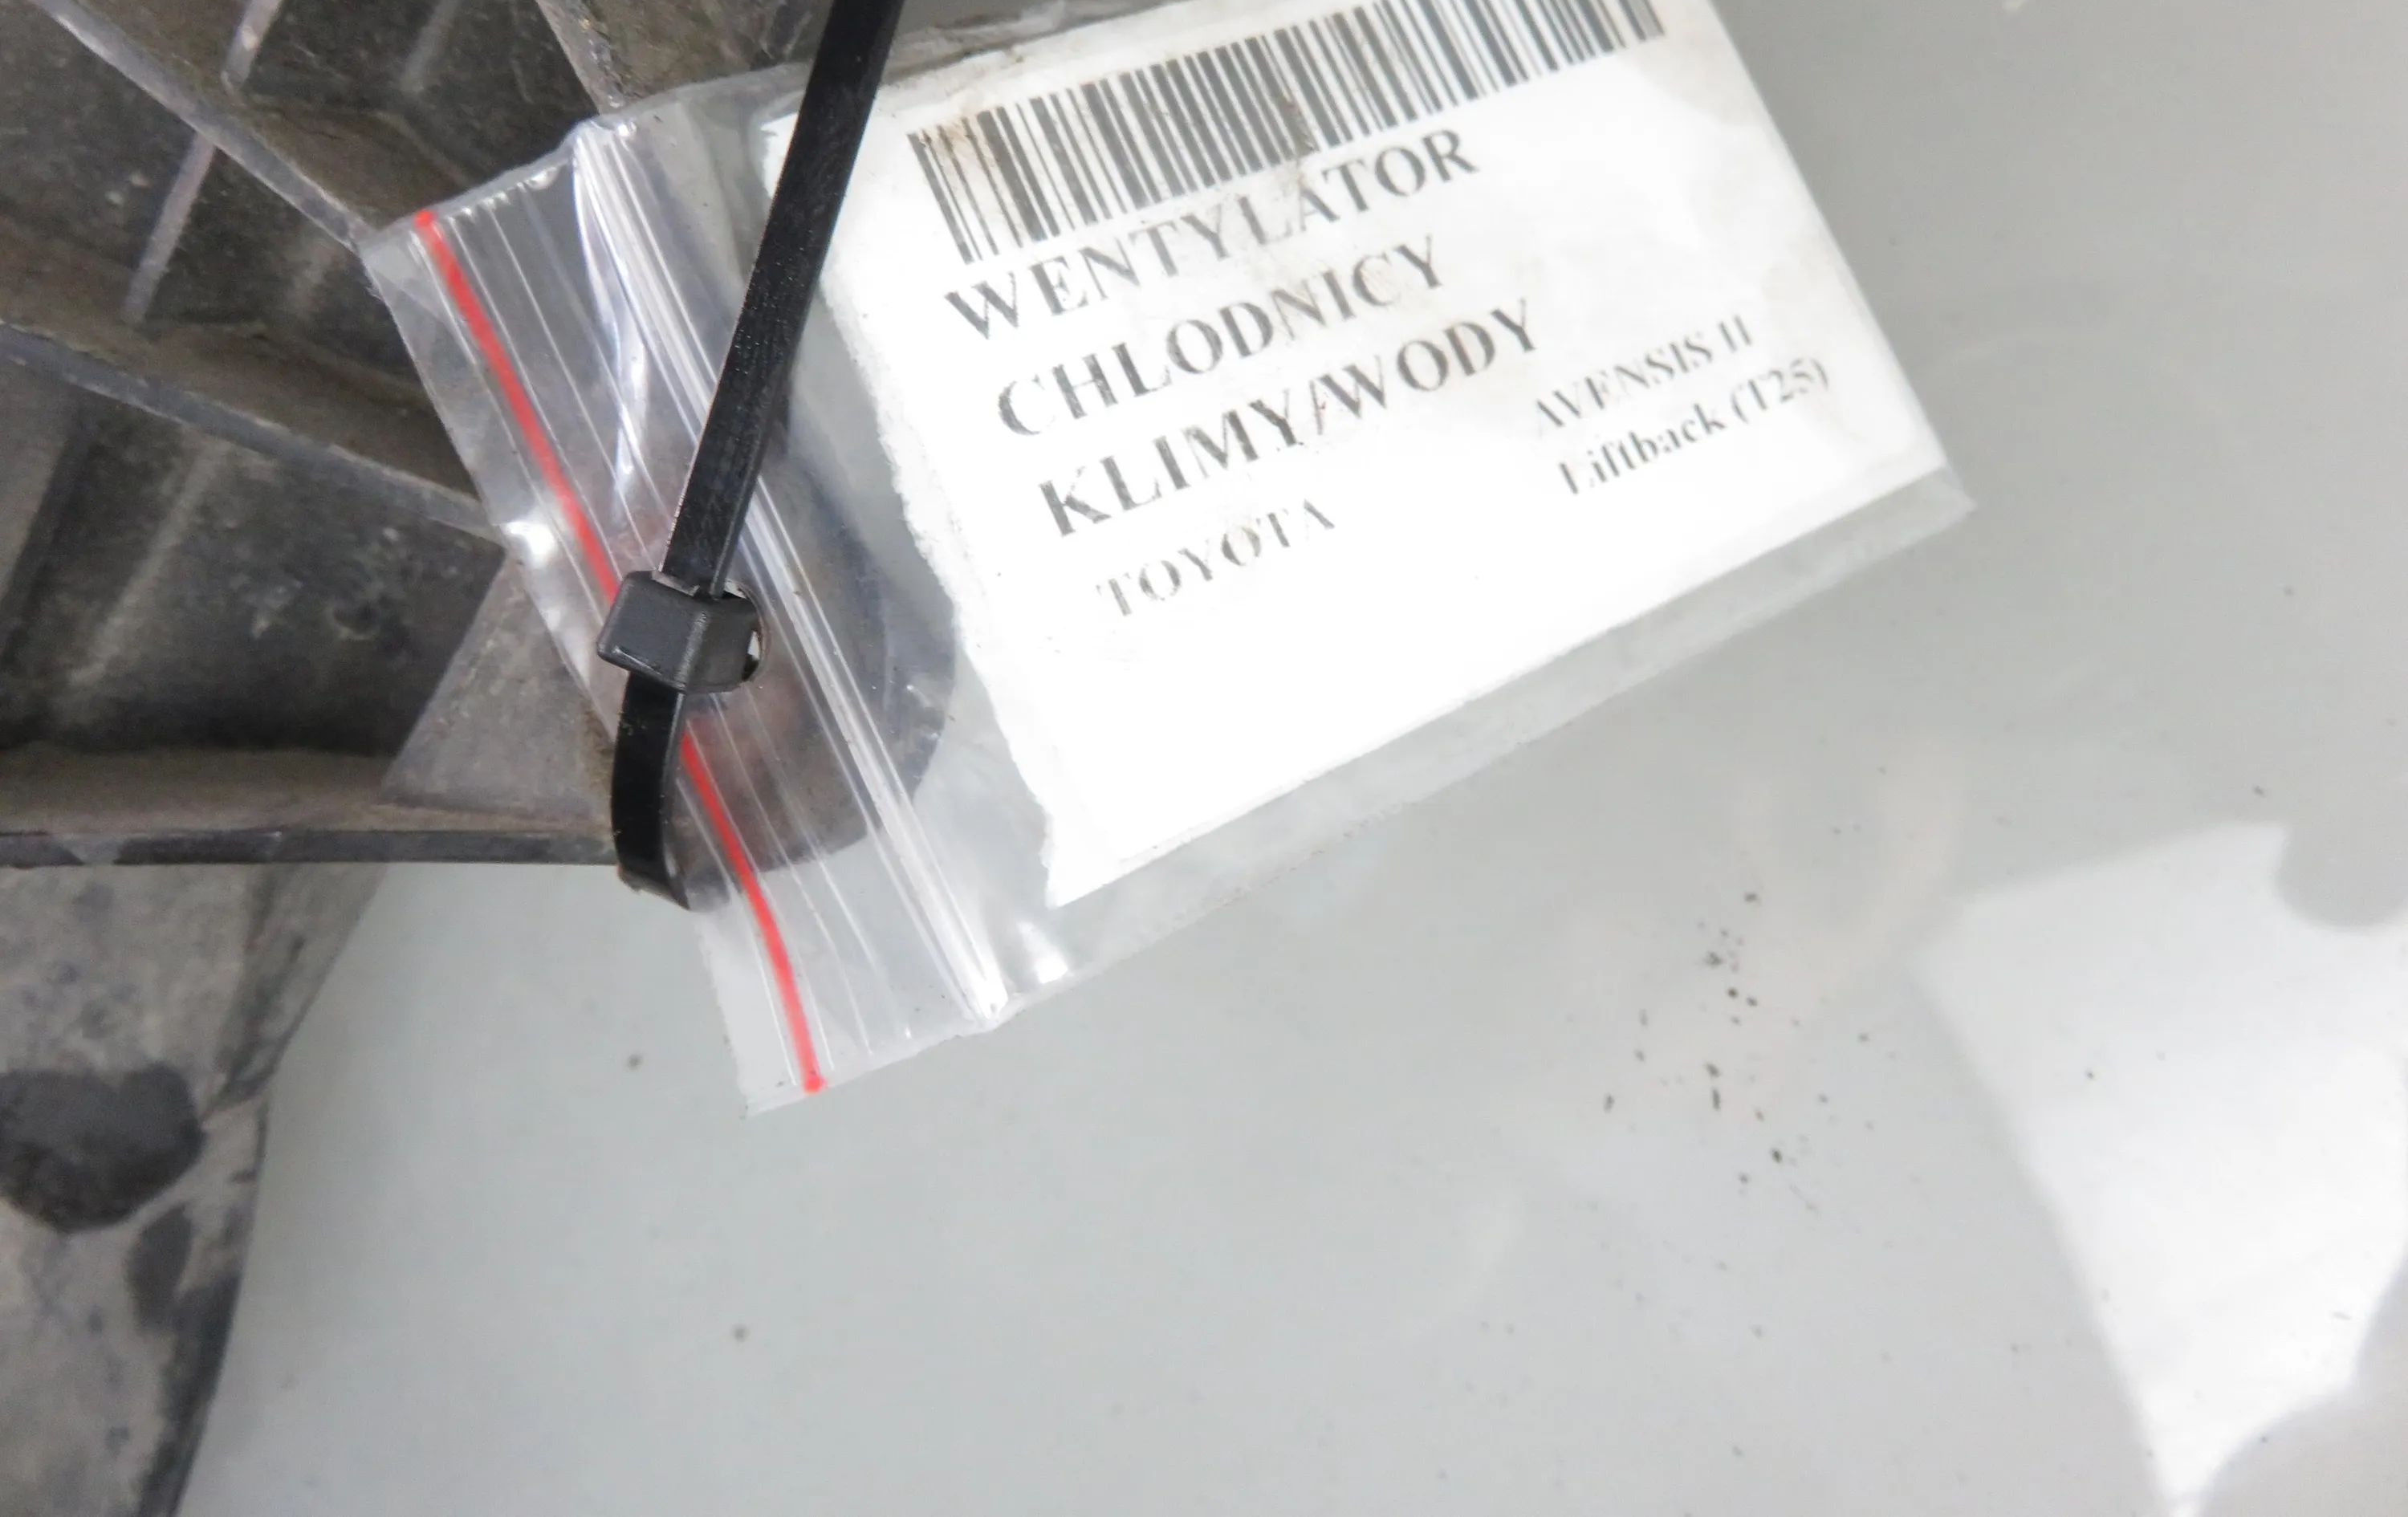 WENTYLATOR
CHLODNICY
KLIMY/WODY
TOYOTA
AVENSIS II
Liftback (T25)